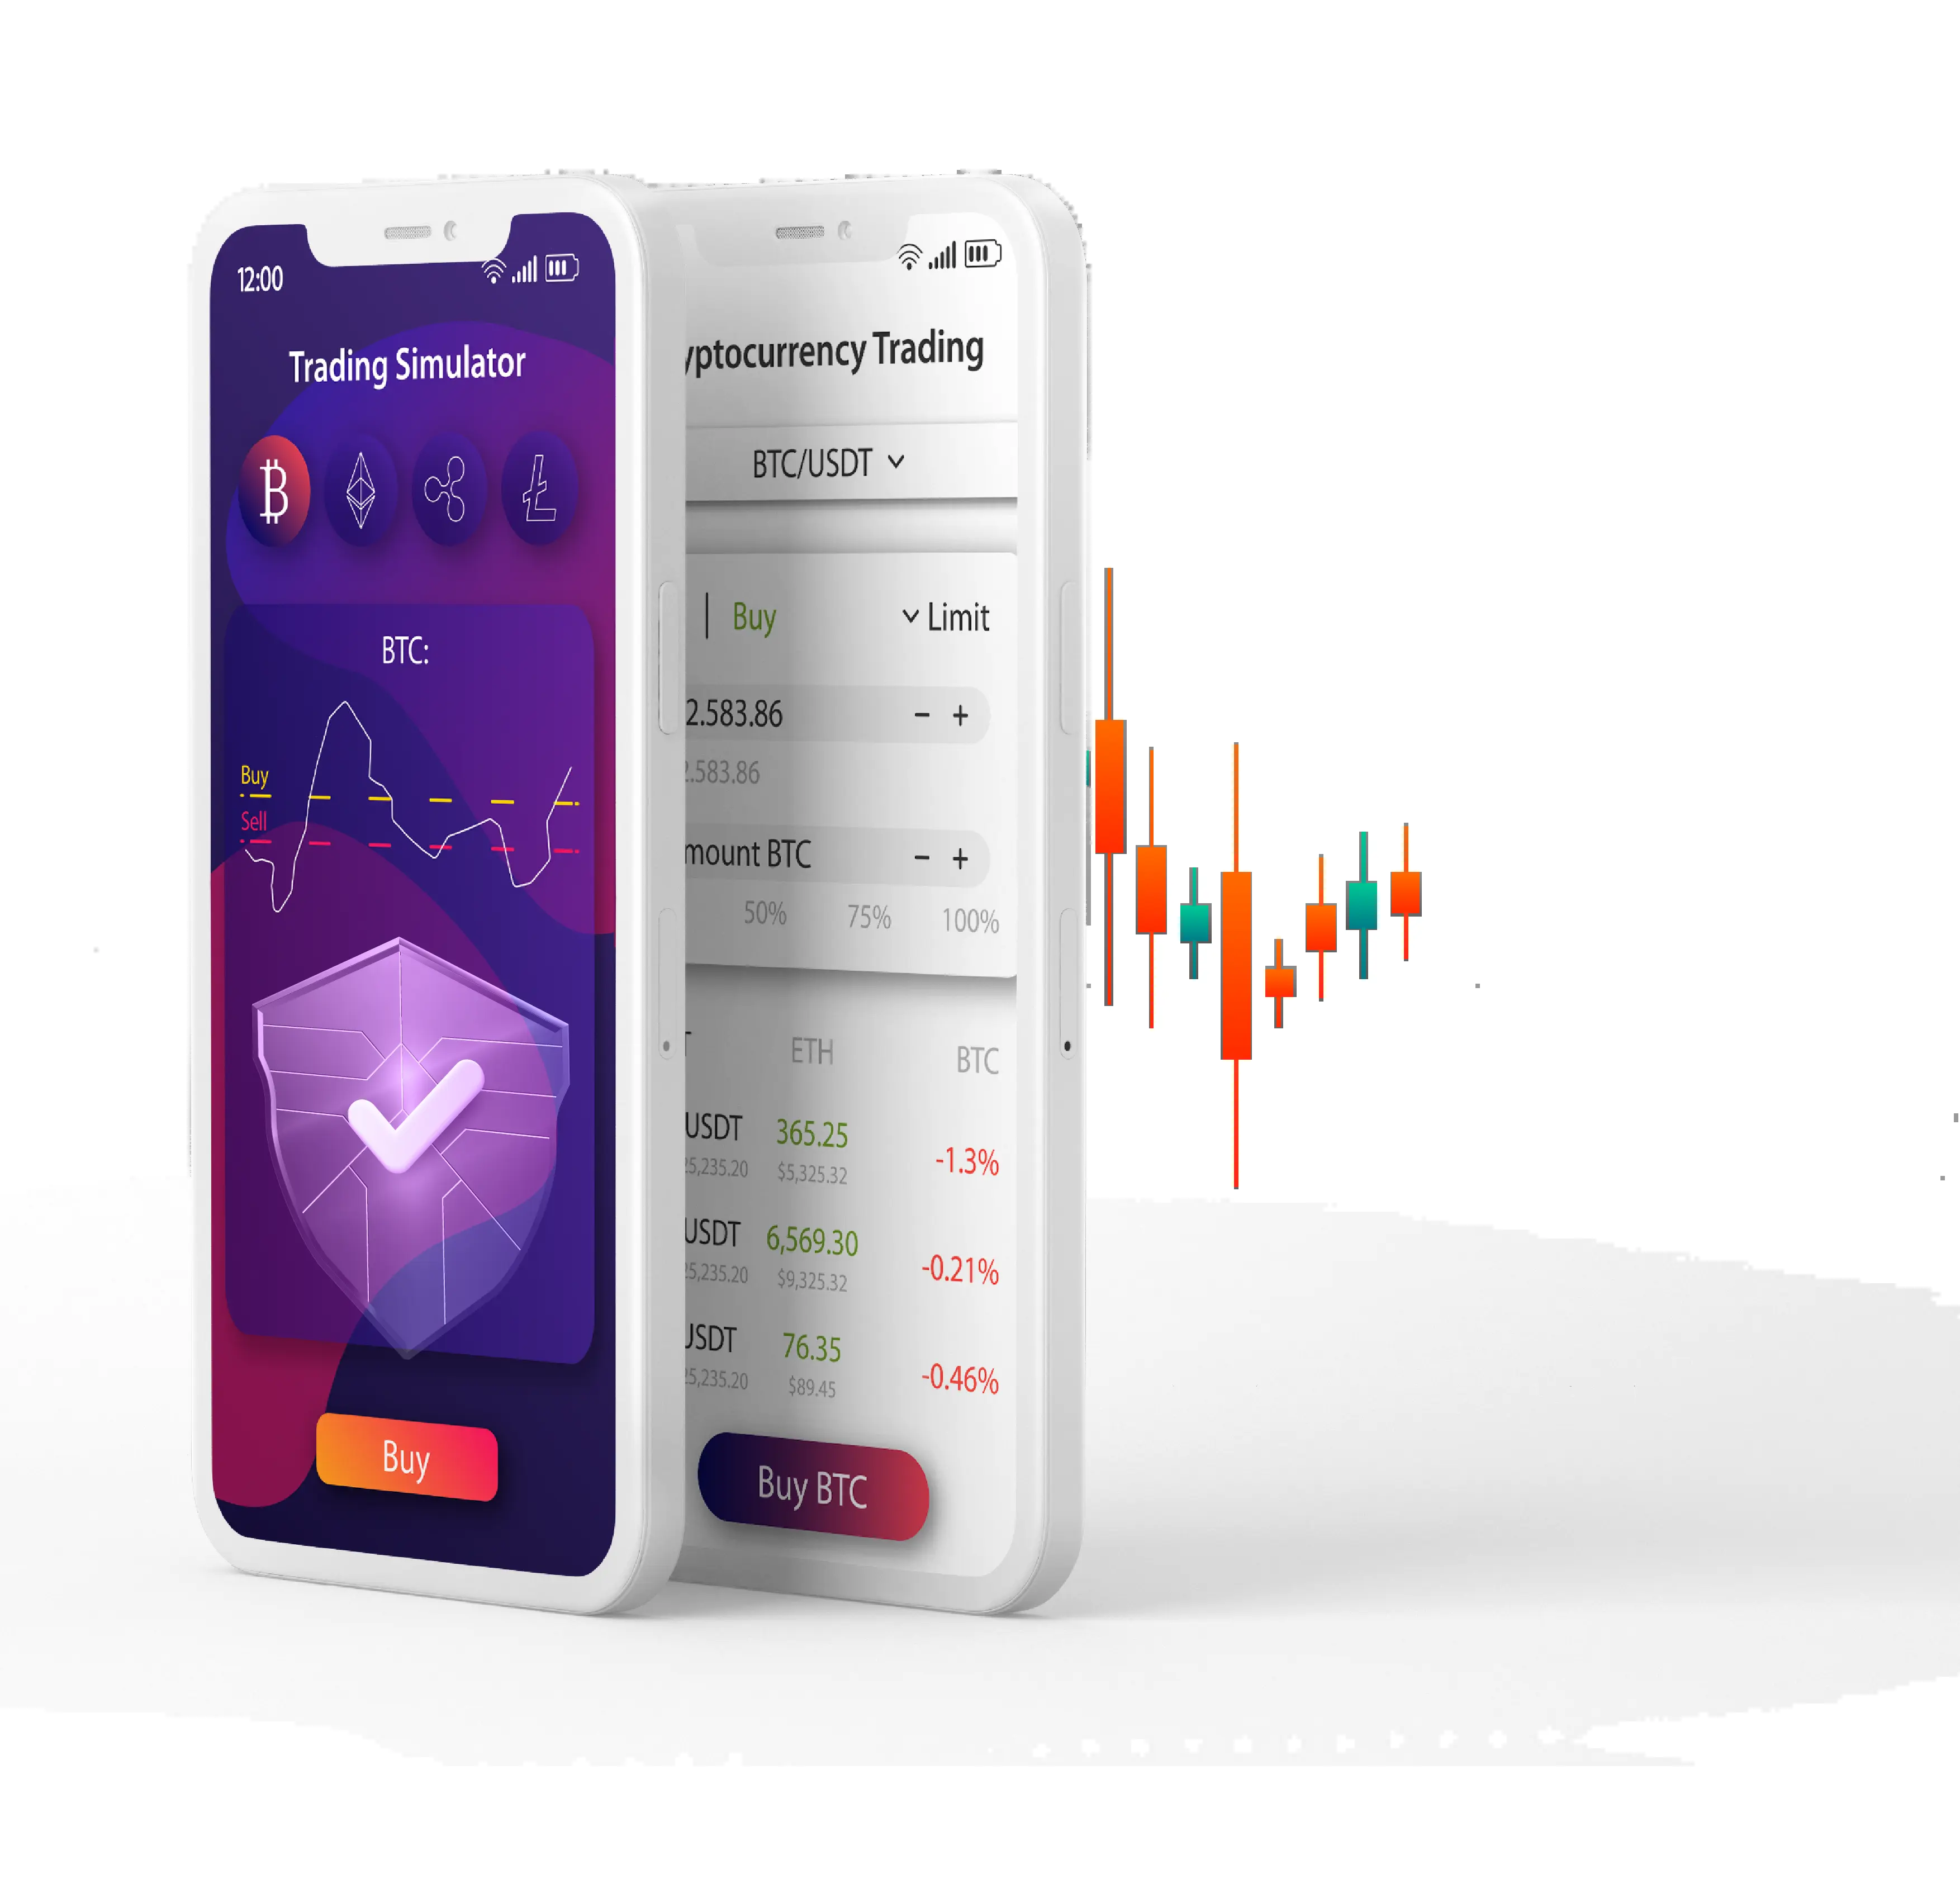 12:00
Trading Simulator
BTC:
Buy
Sell
Buy
yptocurrency Trading
BTC/USDT
| Buy Limit
2.583.86 - +
.583.86
mount BTC - +
50% 75% 100%
T ETH BTC
USDT 365.25 -1.3%
25,235.20 $5,325.32
USDT 6,569.30 -0.21%
25,235.20 $9,325.32
USDT 76.35 -0.46%
25,235.20 $89.45
Buy BTC